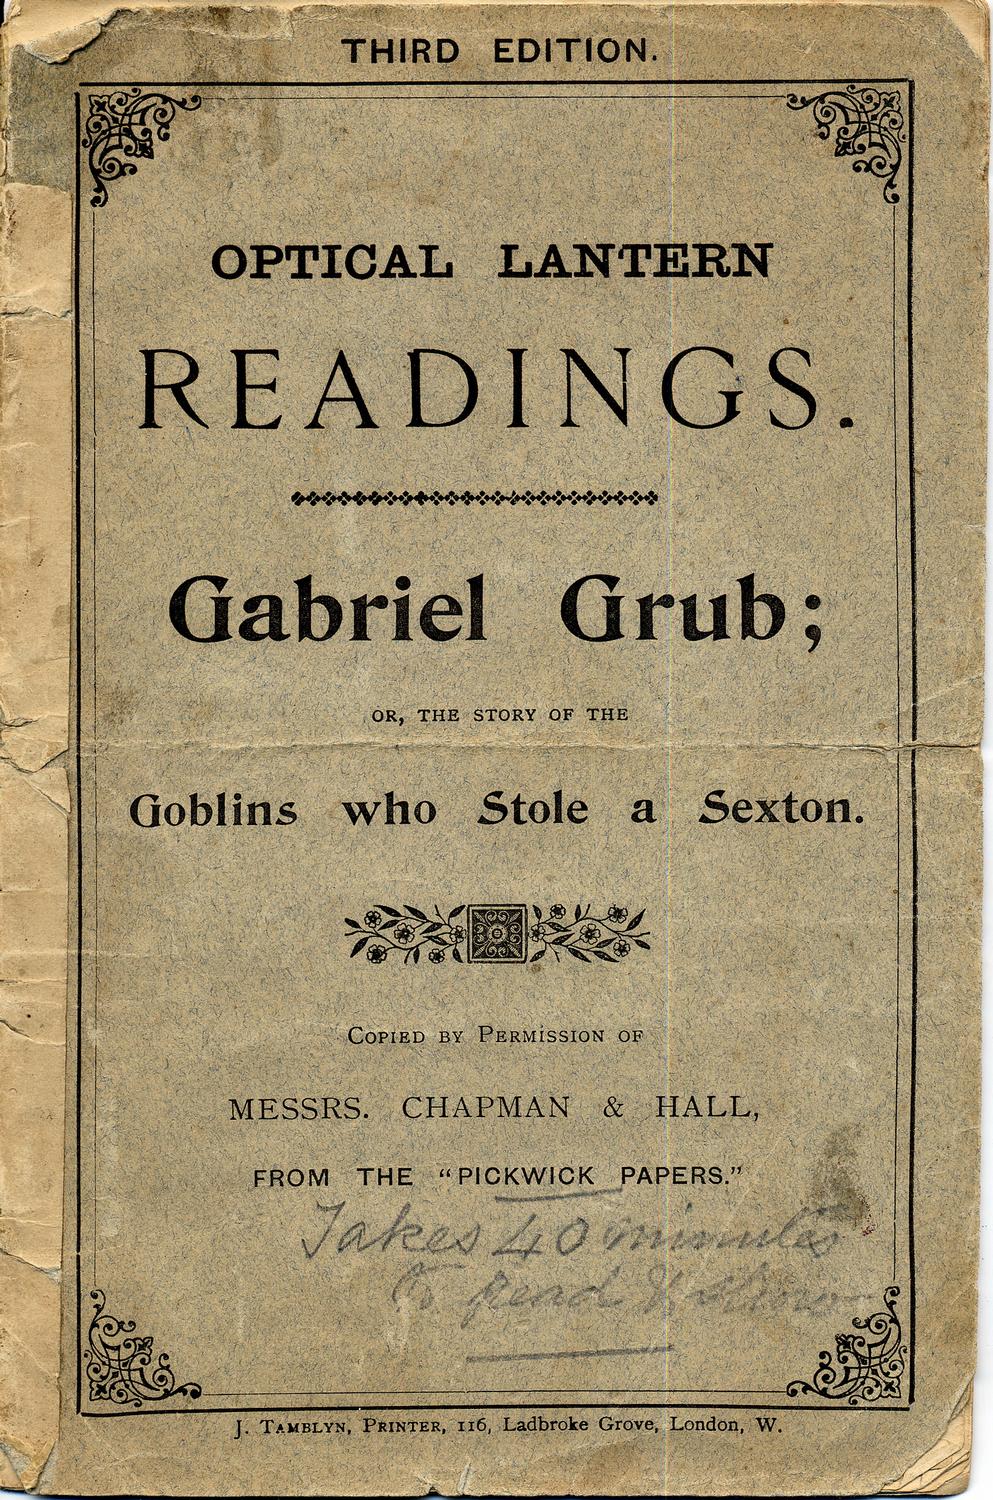 THIRD EDITION.
OPTICAL LANTERN
READINGS.
Gabriel Grub;
OR, THE STORY OF THE
Goblins who Stole a Sexton.
COPIED BY PERMISSION OF
MESSRS. CHAPMAN & HALL,
FROM THE "PICKWICK PAPERS."
Takes 40 minutes
To read & show
J. TAMBLYN, PRINTER, 116, Ladbroke Grove, London, W.